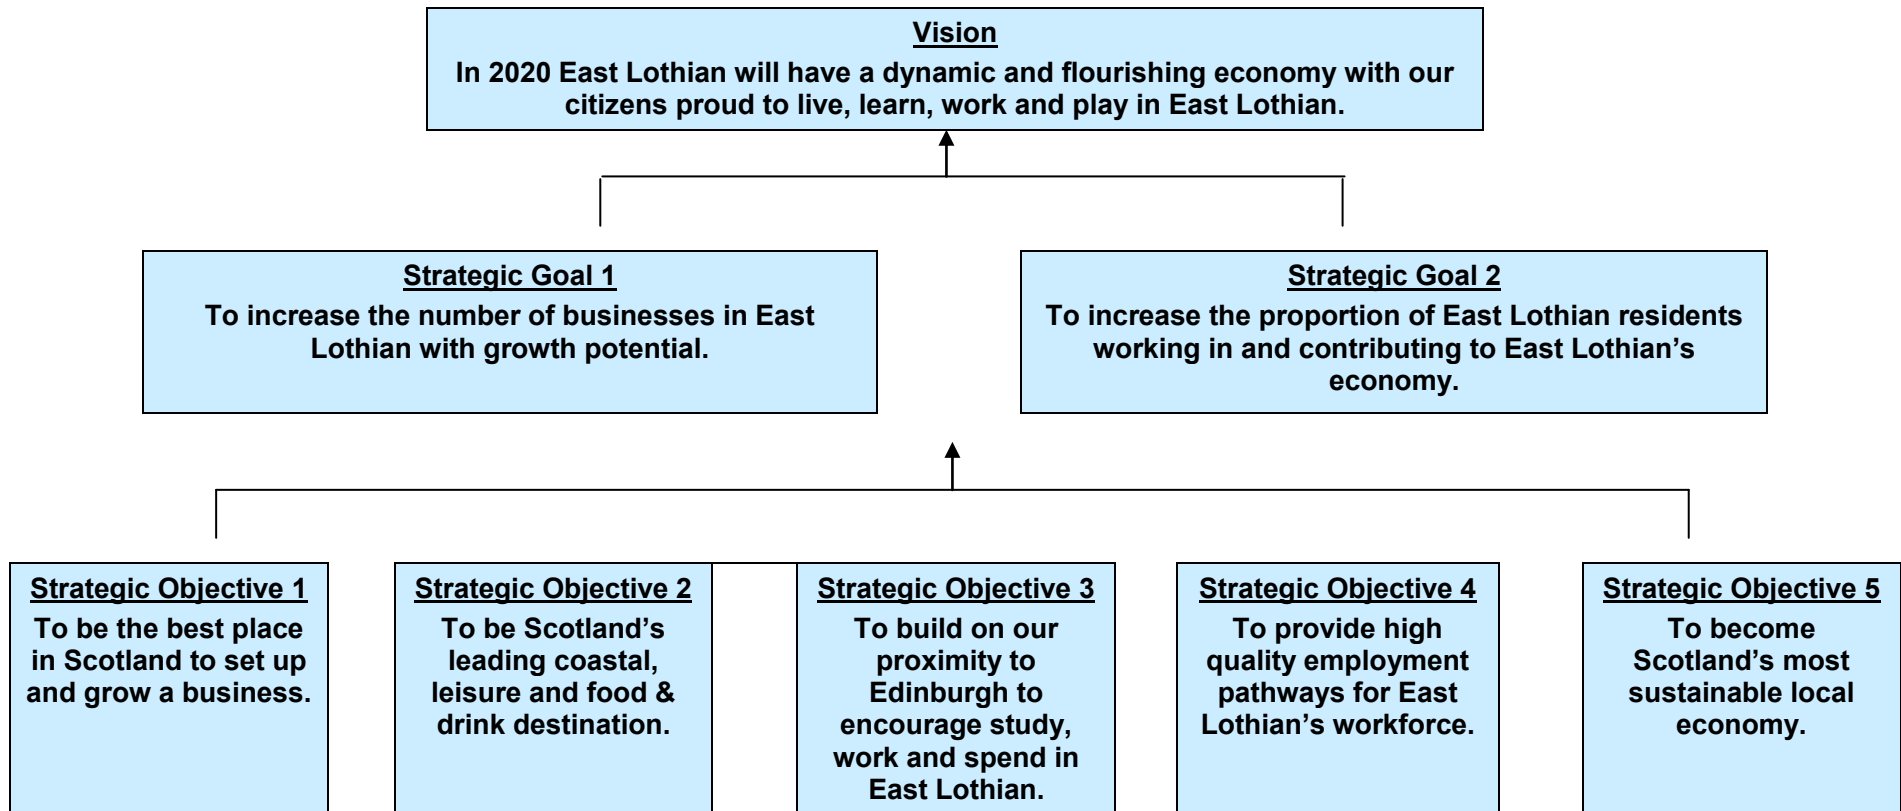 Vision
In 2020 East Lothian will have a dynamic and flourishing economy with our
citizens proud to live, learn, work and play in East Lothian.
Strategic Goal 1
To increase the number of businesses in East
Lothian with growth potential.
Strategic Goal 2
To increase the proportion of East Lothian residents
working in and contributing to East Lothian’s
economy.
Strategic Objective 1
To be the best place
in Scotland to set up
and grow a business.
Strategic Objective 2
To be Scotland’s
leading coastal,
leisure and food &
drink destination.
Strategic Objective 3
To build on our
proximity to
Edinburgh to
encourage study,
work and spend in
East Lothian.
Strategic Objective 4
To provide high
quality employment
pathways for East
Lothian’s workforce.
Strategic Objective 5
To become
Scotland’s most
sustainable local
economy.